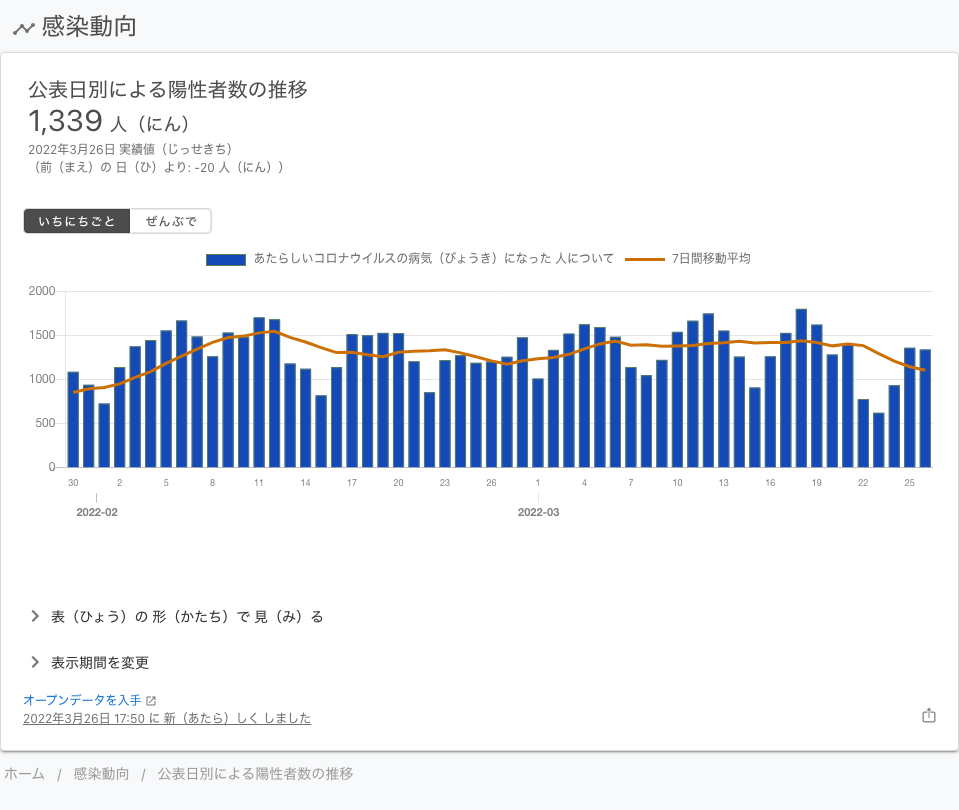 感染動向
公表日別による陽性者数の推移
1,339 人（にん）
2022年3月26日 実績値（じっせきち）
（前（まえ）の 日（ひ）より: -20 人（にん））
いちにちごと ぜんぶで
あたらしいコロナウイルスの病気（びょうき）になった 人について 7日間移動平均
2000
1500
1000
500
0
30 2 5 8 11 14 17 20 23 26 1 4 7 10 13 16 19 22 25
2022-02 2022-03
表（ひょう）の 形（かたち）で 見（み）る
表示期間を変更
オープンデータを入手
2022年3月26日 17:50 に 新（あたら）しく しました
ホーム / 感染動向 / 公表日別による陽性者数の推移